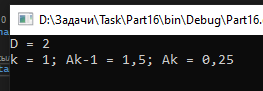 D:\Задачи\Task\Part16\bin\Debug\Part16.
D = 2
k = 1; Ak-1 = 1,5; Ak = 0,25